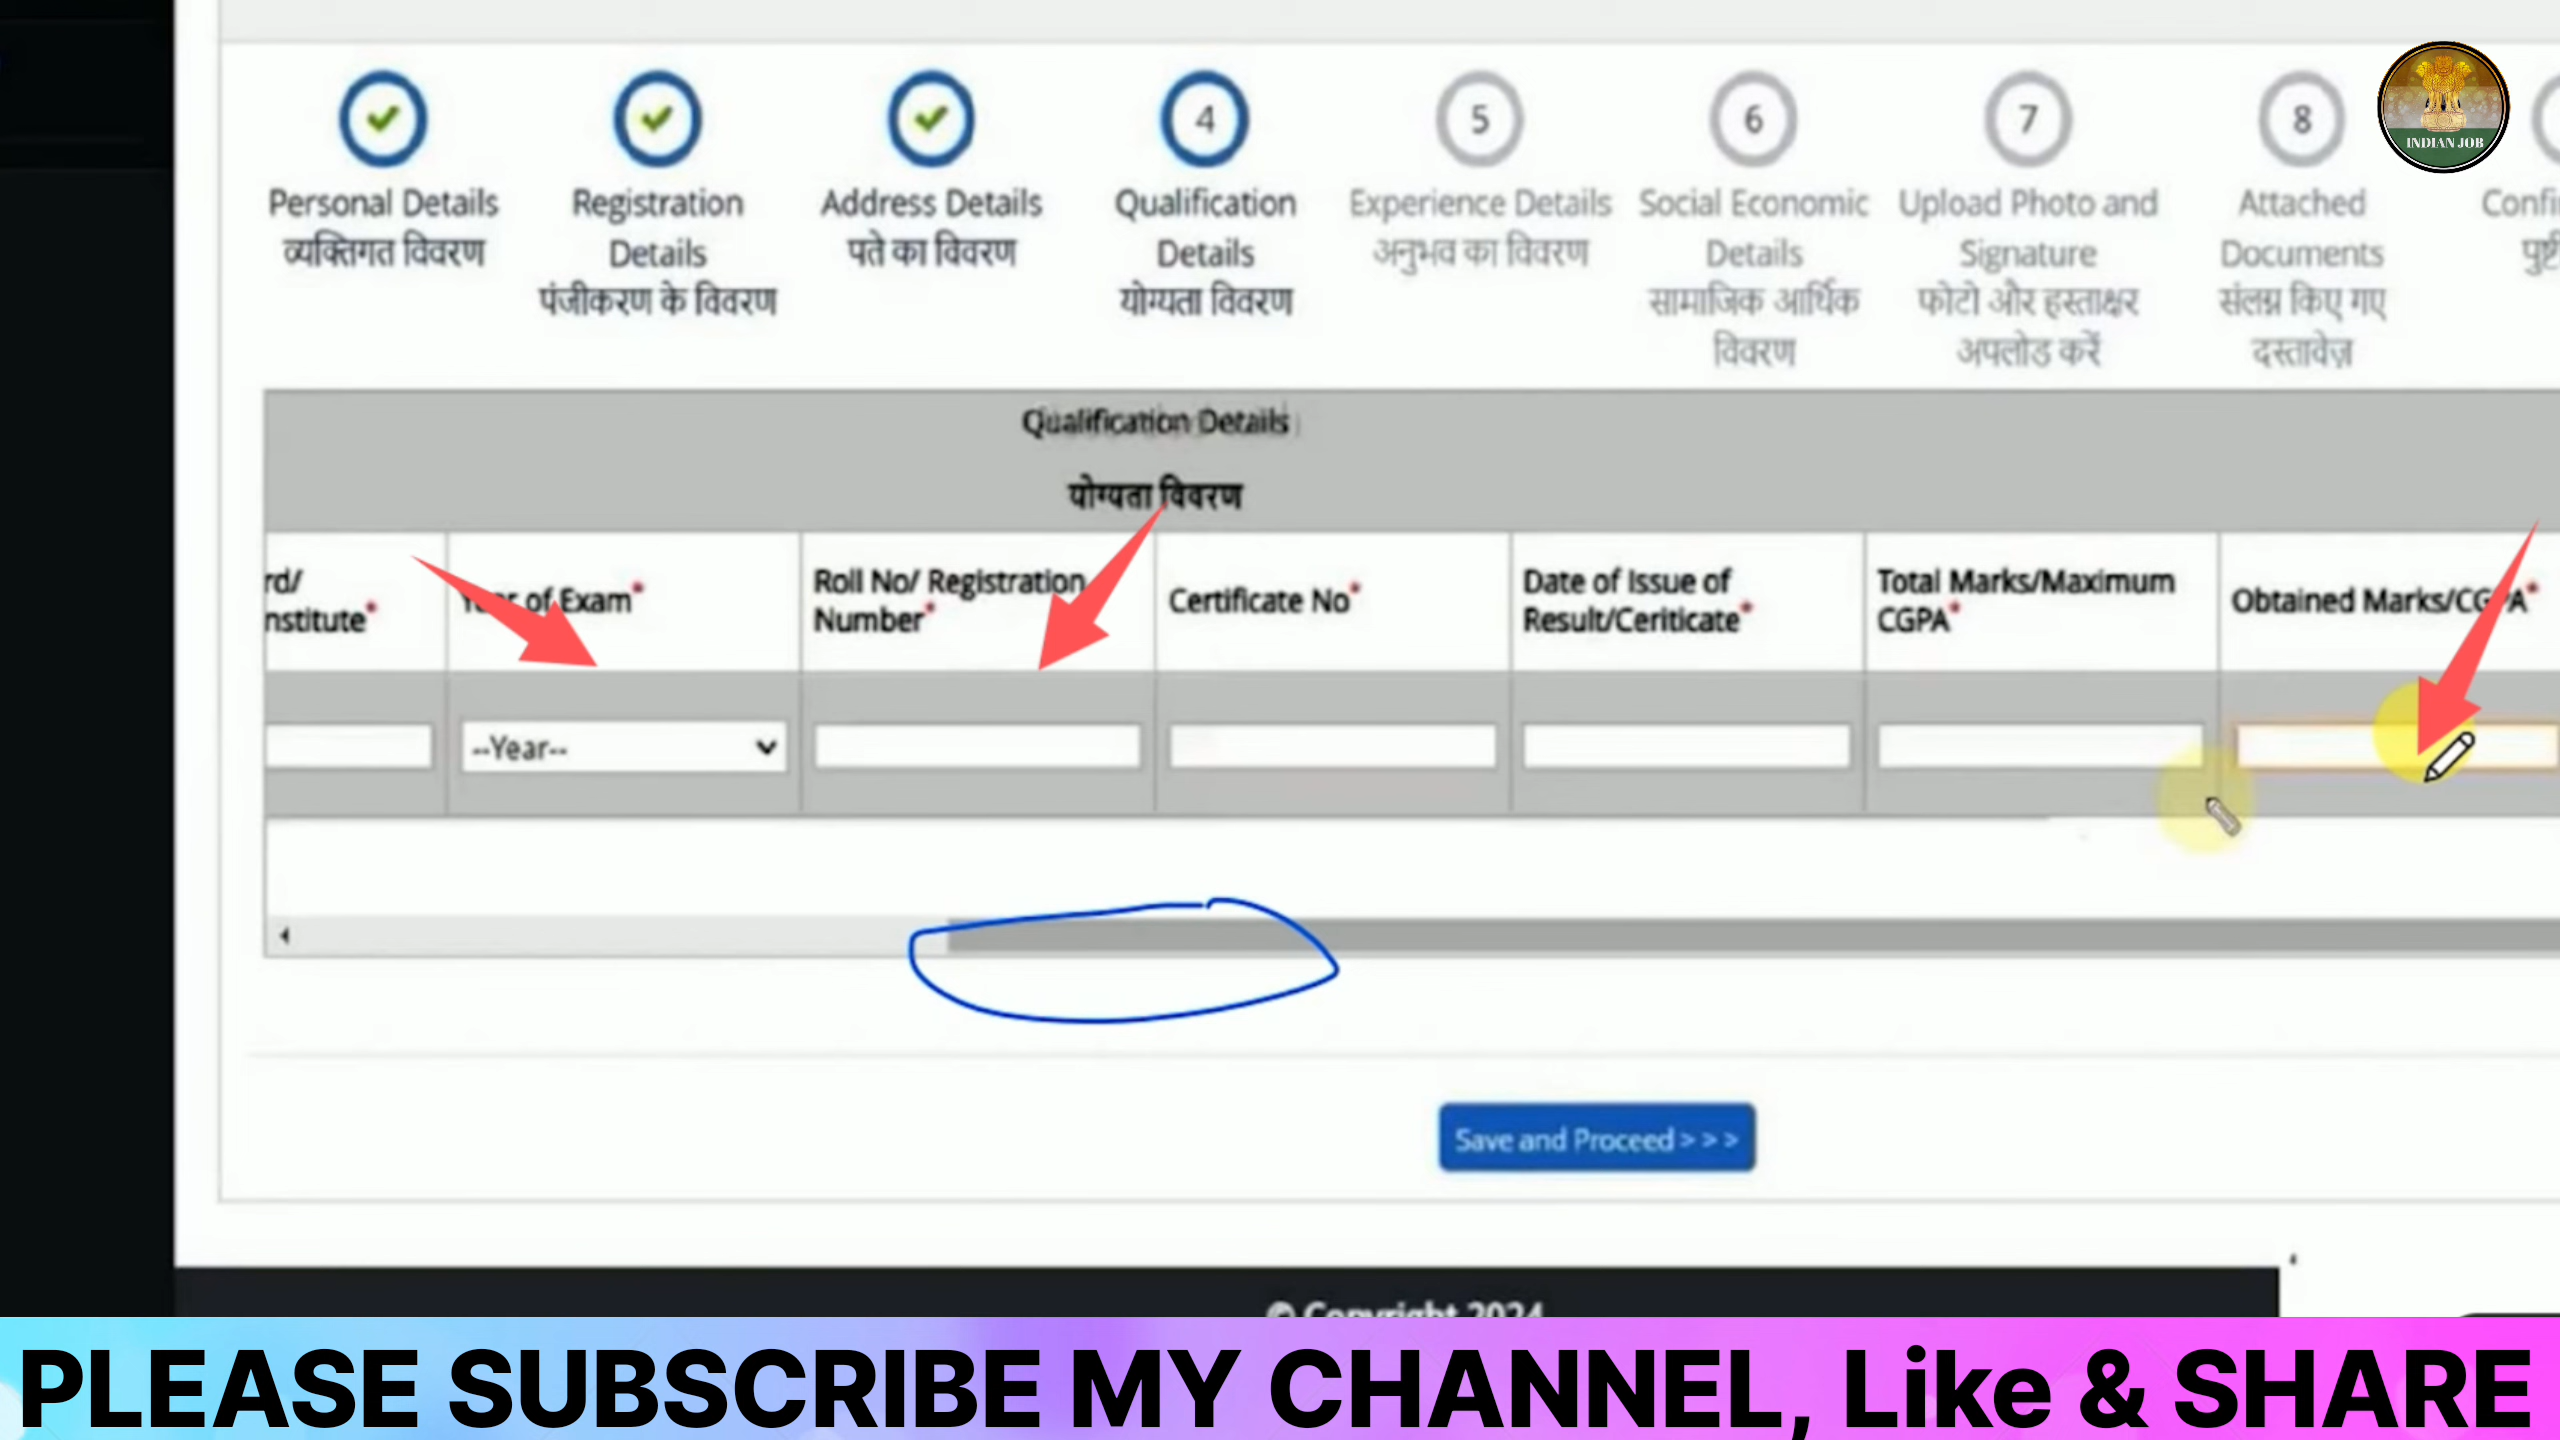 4
5
6
7
8
INDIAN JOB
Personal Details
व्यक्तिगत विवरण
Registration
Details
पंजीकरण के विवरण
Address Details
पते का विवरण
Qualification
Details
योग्यता विवरण
Experience Details
अनुभव का विवरण
Social Economic
Details
सामाजिक आर्थिक
विवरण
Upload Photo and
Signature
फोटो और हस्ताक्षर
अपलोड करें
Attached
Documents
संलग्न किए गए
दस्तावेज़
Qualification Details
योग्यता विवरण
rd/
nstitute*
Year of Exam*
Roll No/ Registration
Number*
Certificate No*
Date of Issue of
Result/Ceriticate*
Total Marks/Maximum
CGPA*
Obtained Marks/CGPA*
--Year--
Save and Proceed > > >
© Copyright 2024
PLEASE SUBSCRIBE MY CHANNEL, Like & SHARE